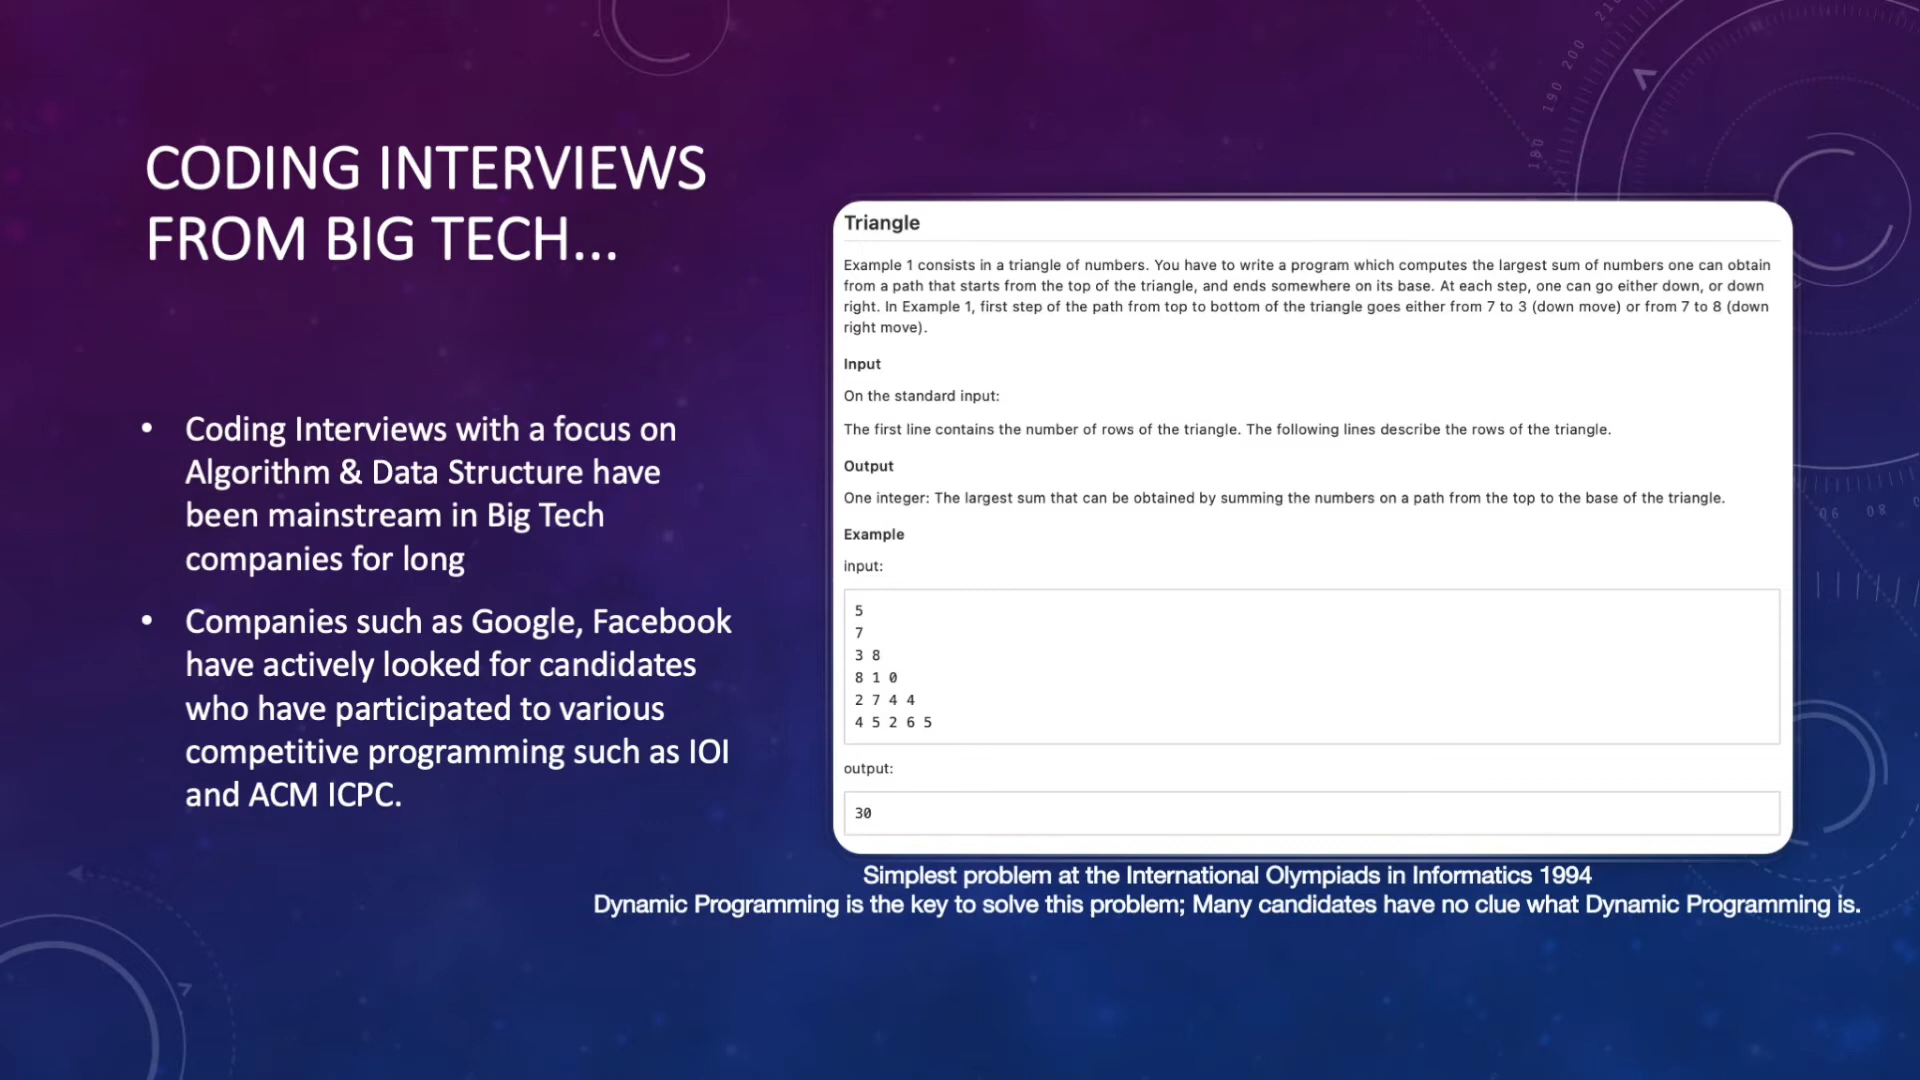 CODING INTERVIEWS
FROM BIG TECH...
• Coding Interviews with a focus on
Algorithm & Data Structure have
been mainstream in Big Tech
companies for long
• Companies such as Google, Facebook
have actively looked for candidates
who have participated to various
competitive programming such as IOI
and ACM ICPC.
Triangle
Example 1 consists in a triangle of numbers. You have to write a program which computes the largest sum of numbers one can obtain
from a path that starts from the top of the triangle, and ends somewhere on its base. At each step, one can go either down, or down
right. In Example 1, first step of the path from top to bottom of the triangle goes either from 7 to 3 (down move) or from 7 to 8 (down
right move).
Input
On the standard input:
The first line contains the number of rows of the triangle. The following lines describe the rows of the triangle.
Output
One integer: The largest sum that can be obtained by summing the numbers on a path from the top to the base of the triangle.
Example
input:
5
7
3 8
8 1 0
2 7 4 4
4 5 2 6 5
output:
30
Simplest problem at the International Olympiads in Informatics 1994
Dynamic Programming is the key to solve this problem; Many candidates have no clue what Dynamic Programming is.
180 190 200